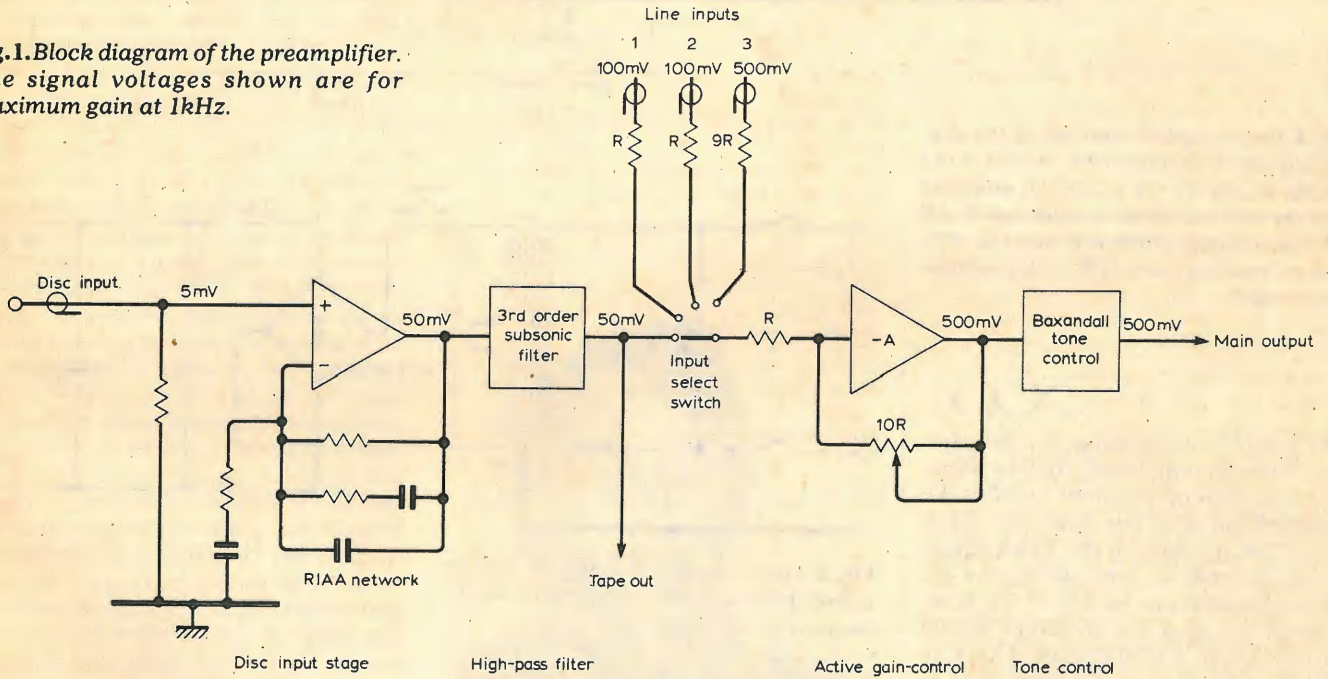 .1. Block diagram of the preamplifier.
signal voltages shown are for
gain at 1kHz.
Line inputs
1 2 3
100mV 100mV 500mV
R R 9R
Disc input.
5mV
+
−
50mV
3rd order
subsonic
filter
50mV
Input
select
switch
R
-A
10R
500mV
Baxandall
tone
control
500mV
Main output
RIAA network
Tape out
Disc input stage High-pass filter Active gain-control Tone control